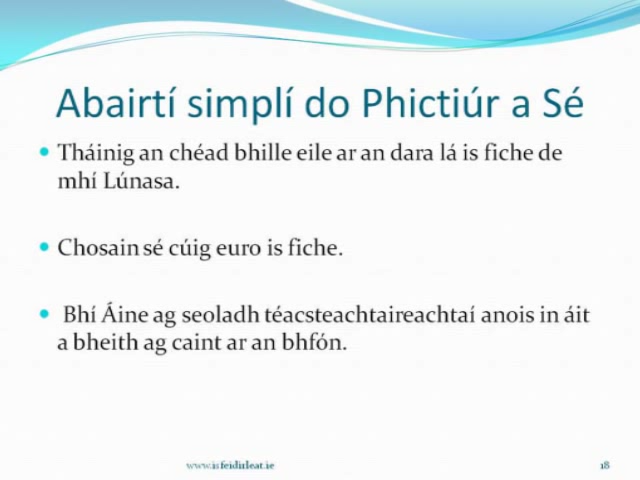 Abairtí simplí do Phictiúr a Sé
Tháinig an chéad bhille eile ar an dara lá is fiche de
mhí Lúnasa.
Chosain sé cúig euro is fiche.
Bhí Áine ag seoladh téacsteachtaireachtaí anois in áit
a bheith ag caint ar an bhfón.
www.isfeidirleat.ie
18